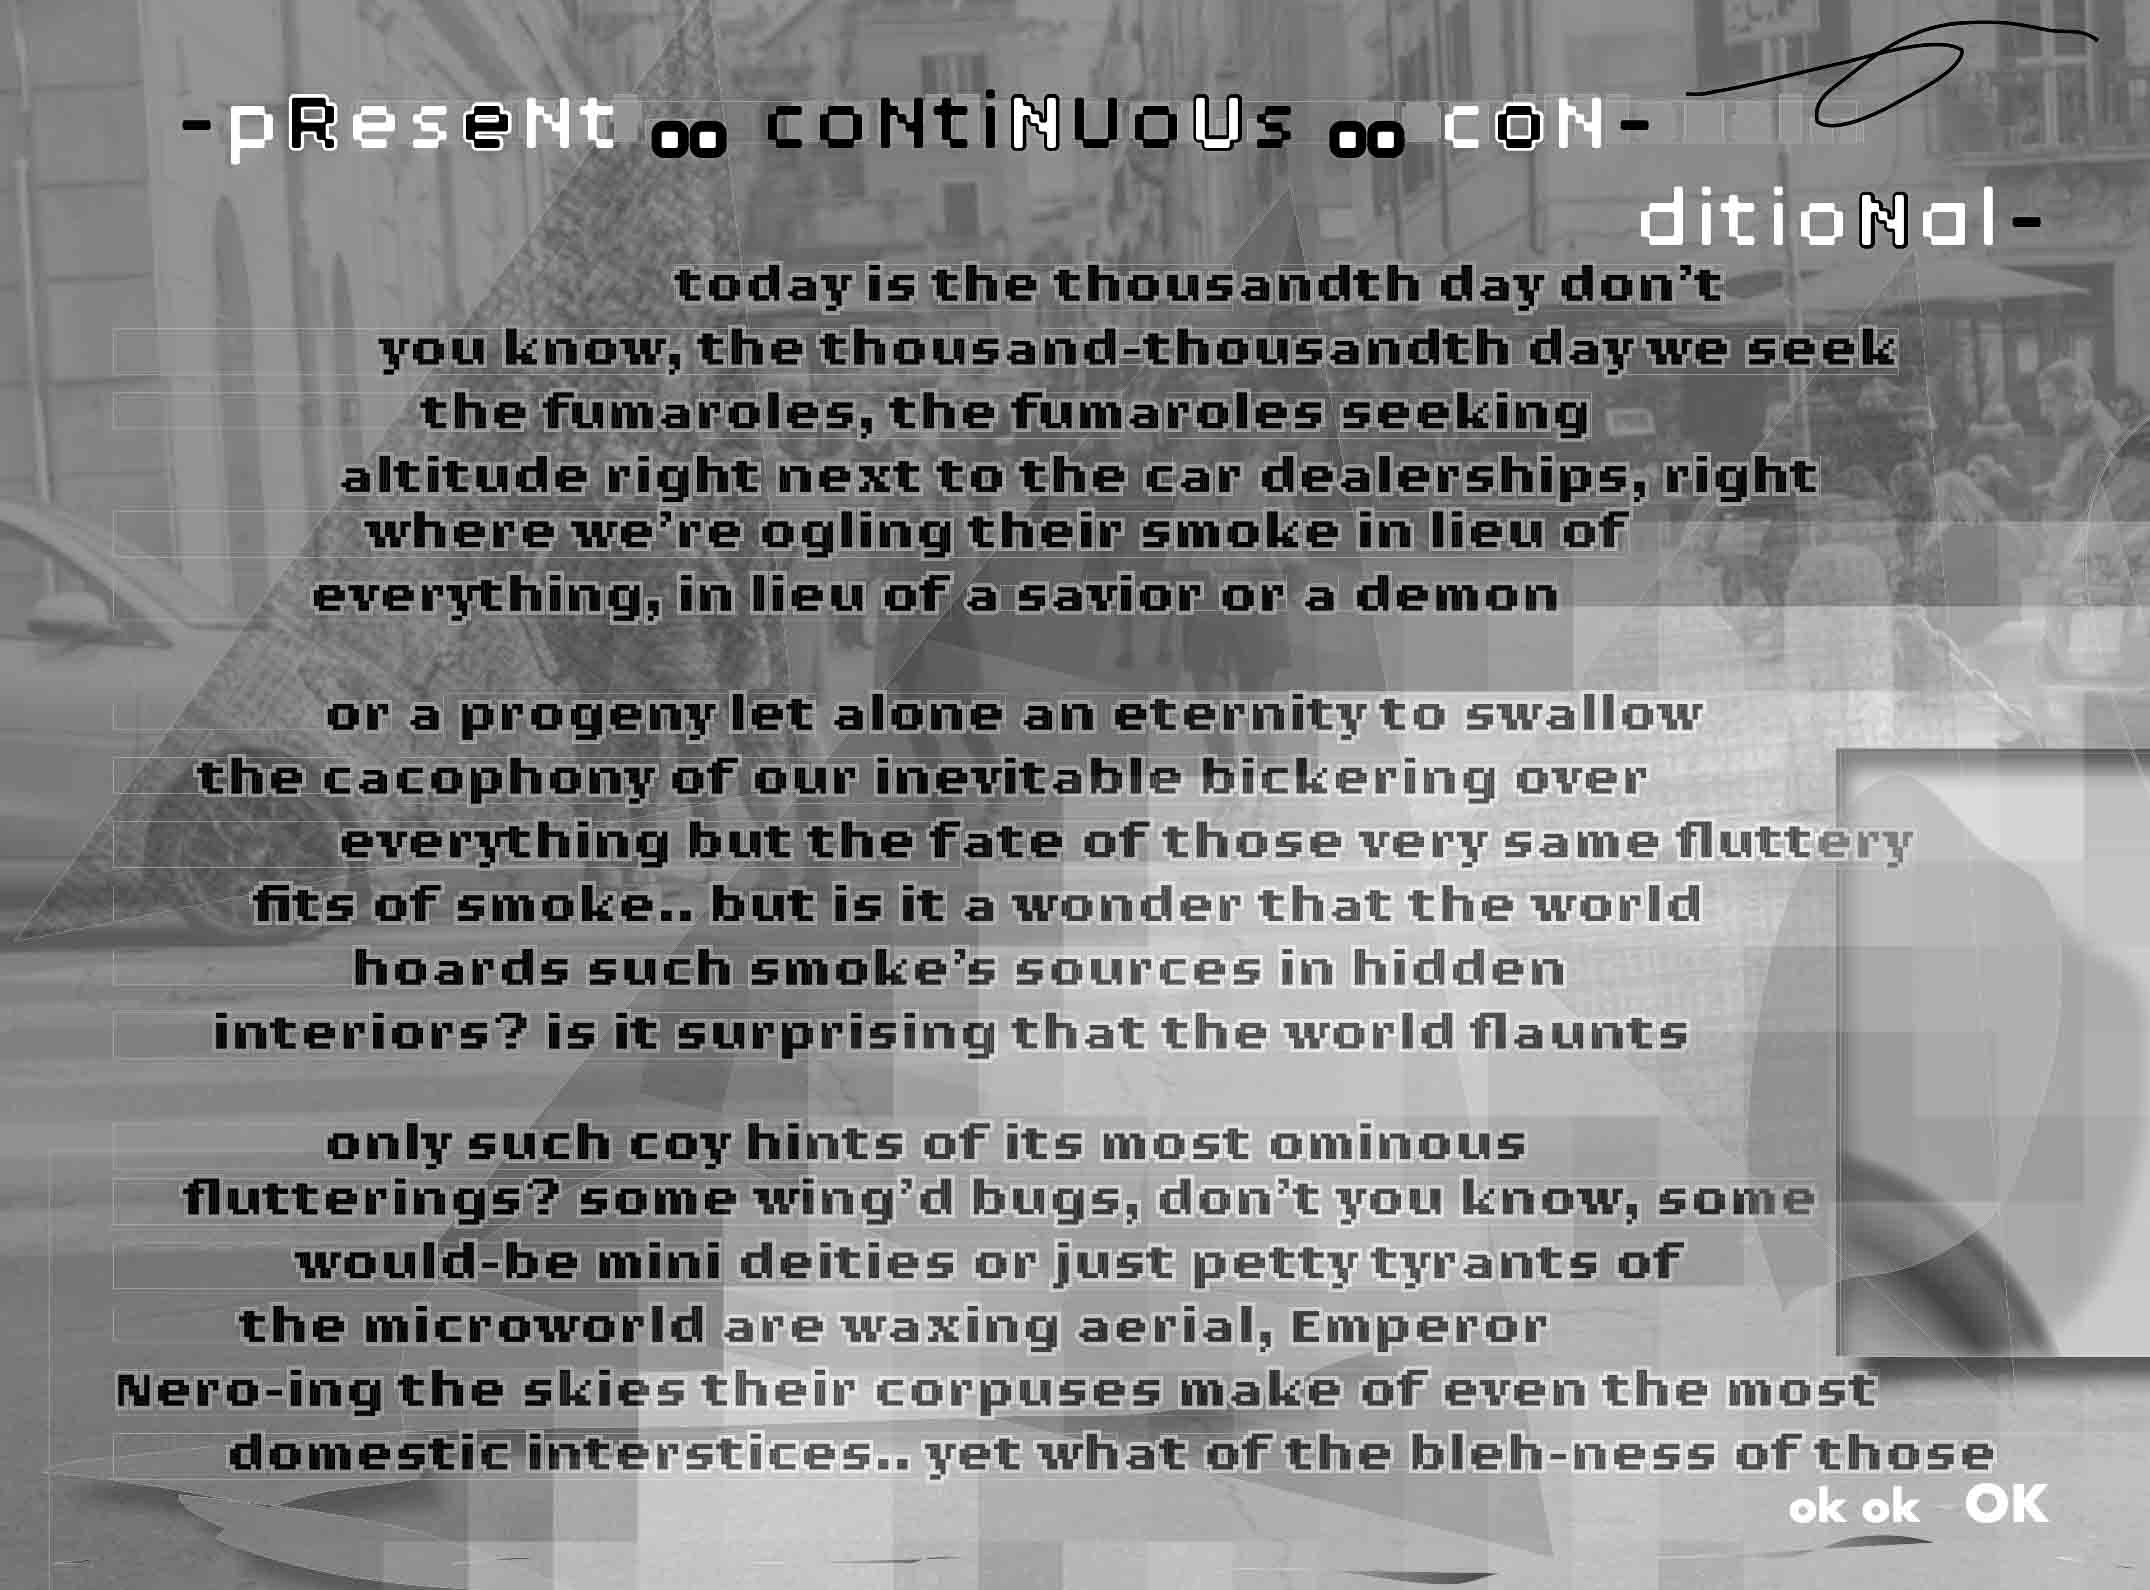 -pReseNt oo coNtiNUoUs oo coN-
ditioNal-
today is the thousandth day don't
you know, the thousand-thousandth day we seek
the fumaroles, the fumaroles seeking
altitude right next to the car dealerships, right
where we're ogling their smoke in lieu of
everything, in lieu of a savior or a demon
or a progeny let alone an eternity to swallow
the cacophony of our inevitable bickering over
everything but the fate of those very same fluttery
fits of smoke.. but is it a wonder that the world
hoards such smoke's sources in hidden
interiors? is it surprising that the world flaunts
only such coy hints of its most ominous
flutterings? some wing'd bugs, don't you know, some
would-be mini deities or just petty tyrants of
the microworld are waxing aerial, Emperor
Nero-ing the skies their corpuses make of even the most
domestic interstices.. yet what of the bleh-ness of those
ok ok OK